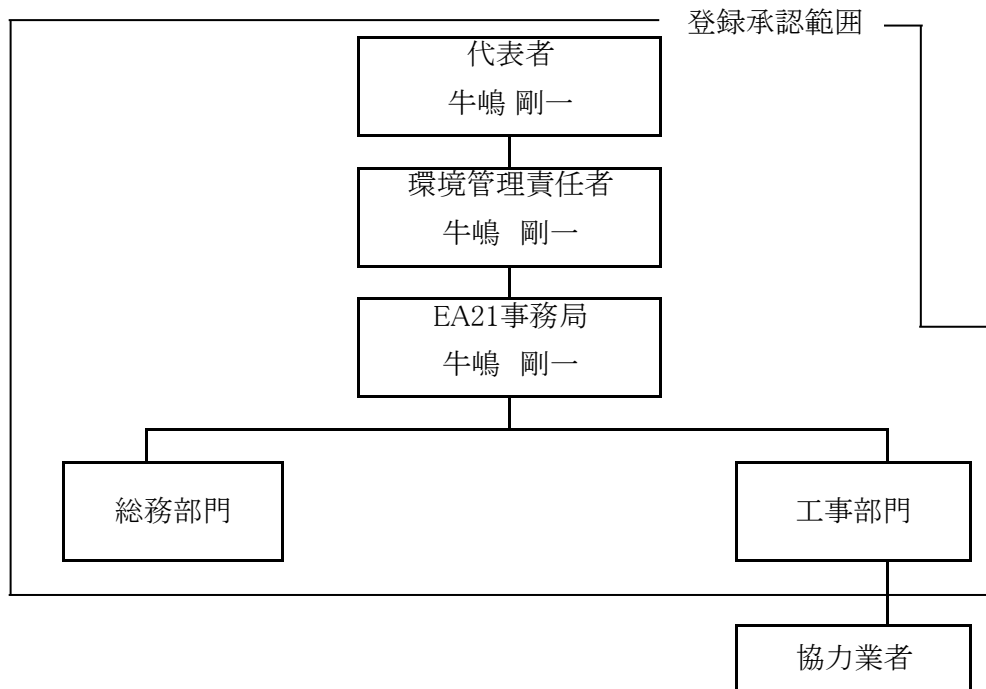 登録承認範囲
代表者
牛嶋 剛一
環境管理責任者
牛嶋 剛一
EA21事務局
牛嶋 剛一
総務部門
工事部門
協力業者